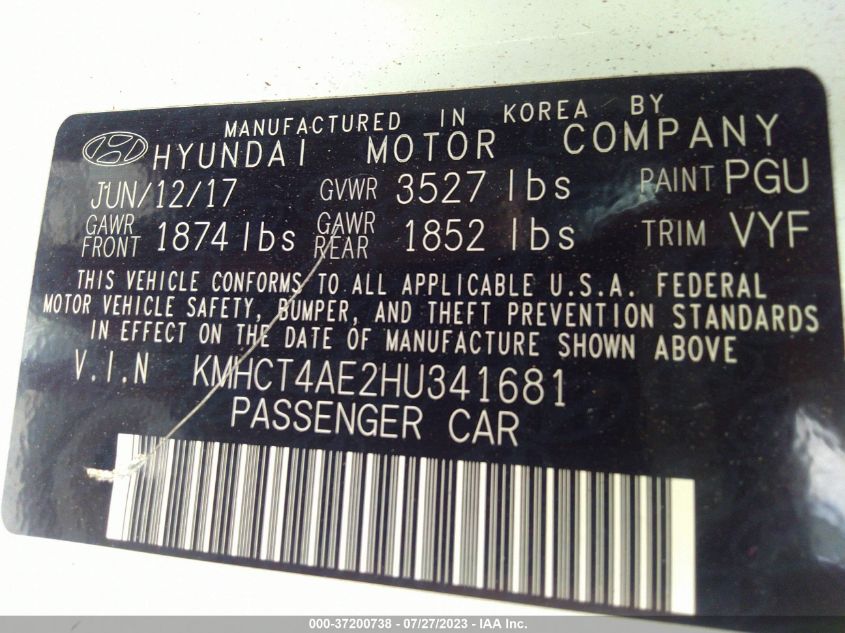 MANUFACTURED IN KOREA BY
HYUNDAI MOTOR COMPANY
JUN/12/17 GVWR 3527 lbs PAINT PGU
GAWR FRONT 1874 lbs GAWR REAR 1852 lbs TRIM VYF
THIS VEHICLE CONFORMS TO ALL APPLICABLE U.S.A. FEDERAL
MOTOR VEHICLE SAFETY, BUMPER, AND THEFT PREVENTION STANDARDS
IN EFFECT ON THE DATE OF MANUFACTURE SHOWN ABOVE
V.I.N KMHCT4AE2HU341681
PASSENGER CAR
000-37200738 - 07/27/2023 - IAA Inc.